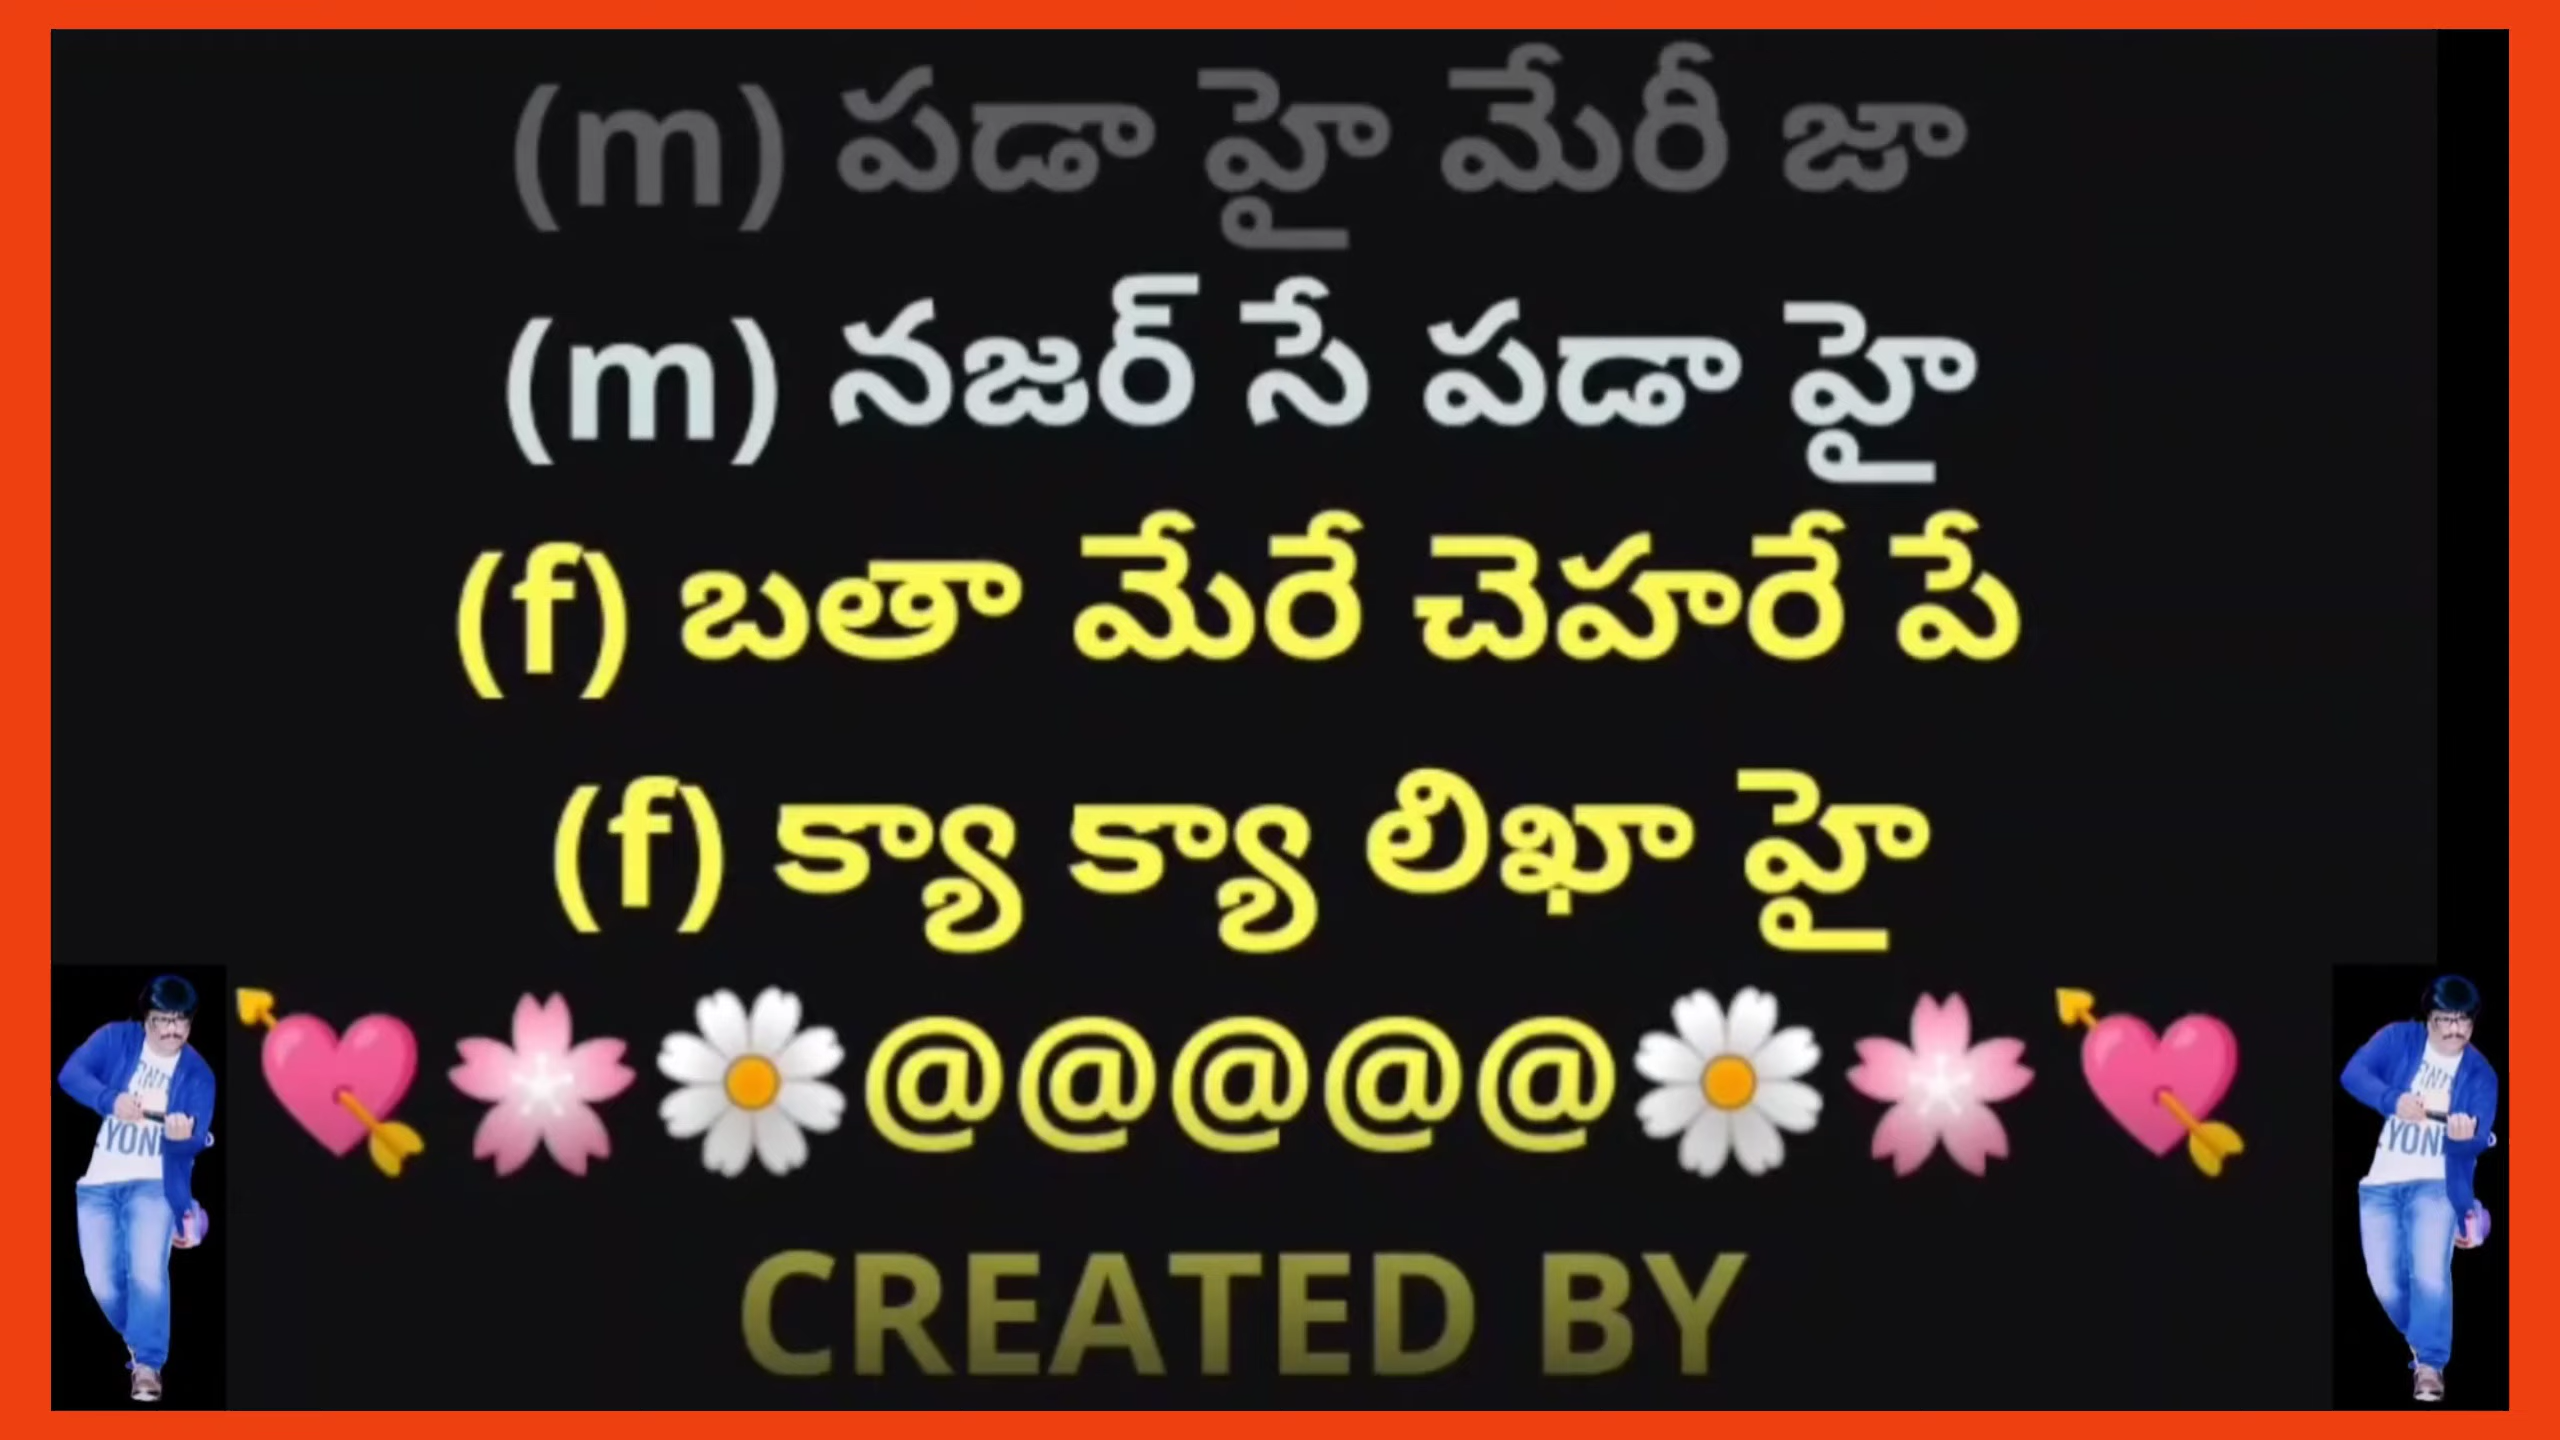 (m) పడా హై మేరీ జా
(m) నజర్ సే పడా హై
(f) బతా మేరే చెహరే పే
(f) క్యా క్యా లిఖా హై
💘🌸🌼@@@@@🌼🌸💘
CREATED BY